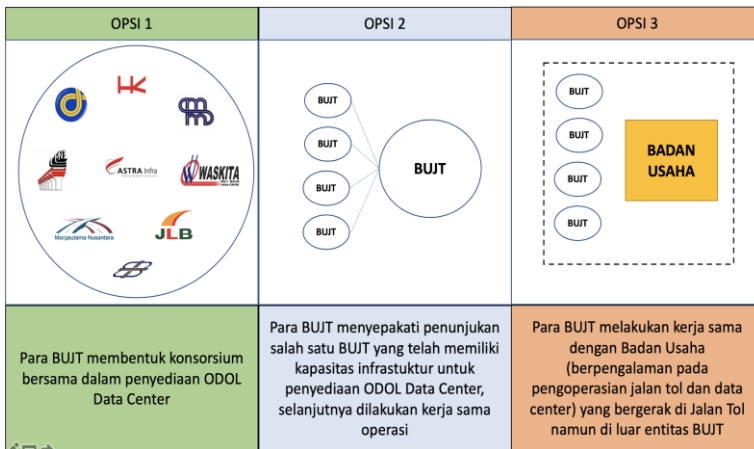 OPSI 1
HK
ASTRA Infra
WASKITA
Margautama Nusantara
JLB
Para BUJT membentuk konsorsium
bersama dalam penyediaan ODOL
Data Center
OPSI 2
BUJT
BUJT
BUJT
BUJT
BUJT
Para BUJT menyepakati penunjukan
salah satu BUJT yang telah memiliki
kapasitas infrastuktur untuk
penyediaan ODOL Data Center,
selanjutnya dilakukan kerja sama
operasi
OPSI 3
BUJT
BUJT
BUJT
BUJT
BADAN
USAHA
Para BUJT melakukan kerja sama
dengan Badan Usaha
(berpengalaman pada
pengoperasian jalan tol dan data
center) yang bergerak di Jalan Tol
namun di luar entitas BUJT